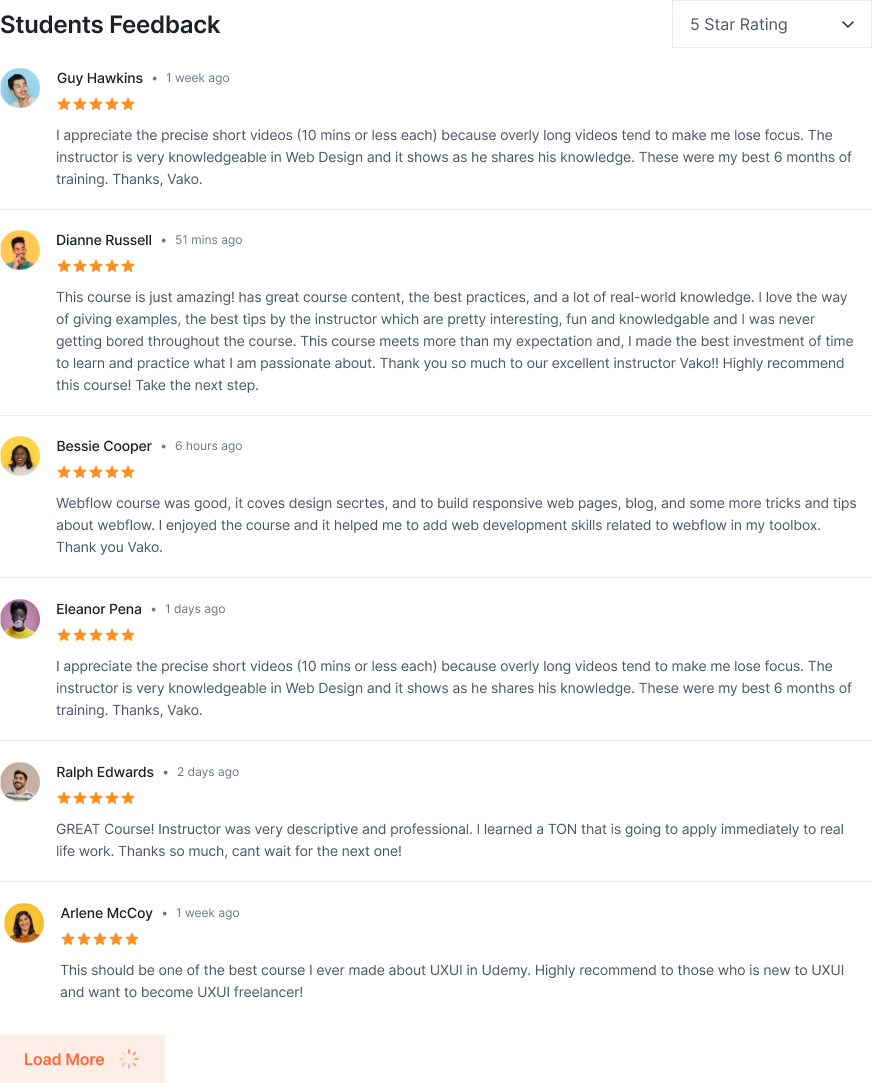 Students Feedback
5 Star Rating
Guy Hawkins • 1 week ago
I appreciate the precise short videos (10 mins or less each) because overly long videos tend to make me lose focus. The
instructor is very knowledgeable in Web Design and it shows as he shares his knowledge. These were my best 6 months of
training. Thanks, Vako.
Dianne Russell • 51 mins ago
This course is just amazing! has great course content, the best practices, and a lot of real-world knowledge. I love the way
of giving examples, the best tips by the instructor which are pretty interesting, fun and knowledgable and I was never
getting bored throughout the course. This course meets more than my expectation and, I made the best investment of time
to learn and practice what I am passionate about. Thank you so much to our excellent instructor Vako!! Highly recommend
this course! Take the next step.
Bessie Cooper • 6 hours ago
Webflow course was good, it coves design secrtes, and to build responsive web pages, blog, and some more tricks and tips
about webflow. I enjoyed the course and it helped me to add web development skills related to webflow in my toolbox.
Thank you Vako.
Eleanor Pena • 1 days ago
I appreciate the precise short videos (10 mins or less each) because overly long videos tend to make me lose focus. The
instructor is very knowledgeable in Web Design and it shows as he shares his knowledge. These were my best 6 months of
training. Thanks, Vako.
Ralph Edwards • 2 days ago
GREAT Course! Instructor was very descriptive and professional. I learned a TON that is going to apply immediately to real
life work. Thanks so much, cant wait for the next one!
Arlene McCoy • 1 week ago
This should be one of the best course I ever made about UXUI in Udemy. Highly recommend to those who is new to UXUI
and want to become UXUI freelancer!
Load More